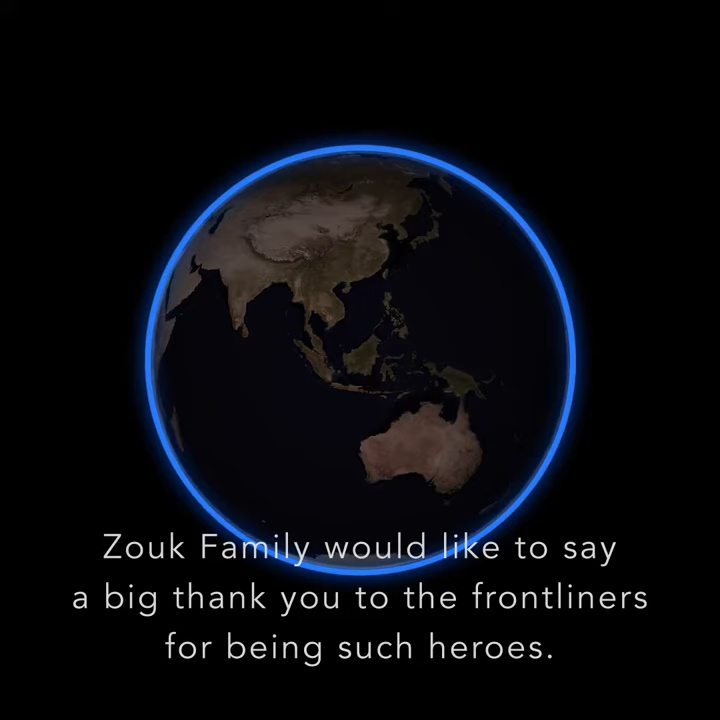 Zouk Family would like to say
a big thank you to the frontliners
for being such heroes.